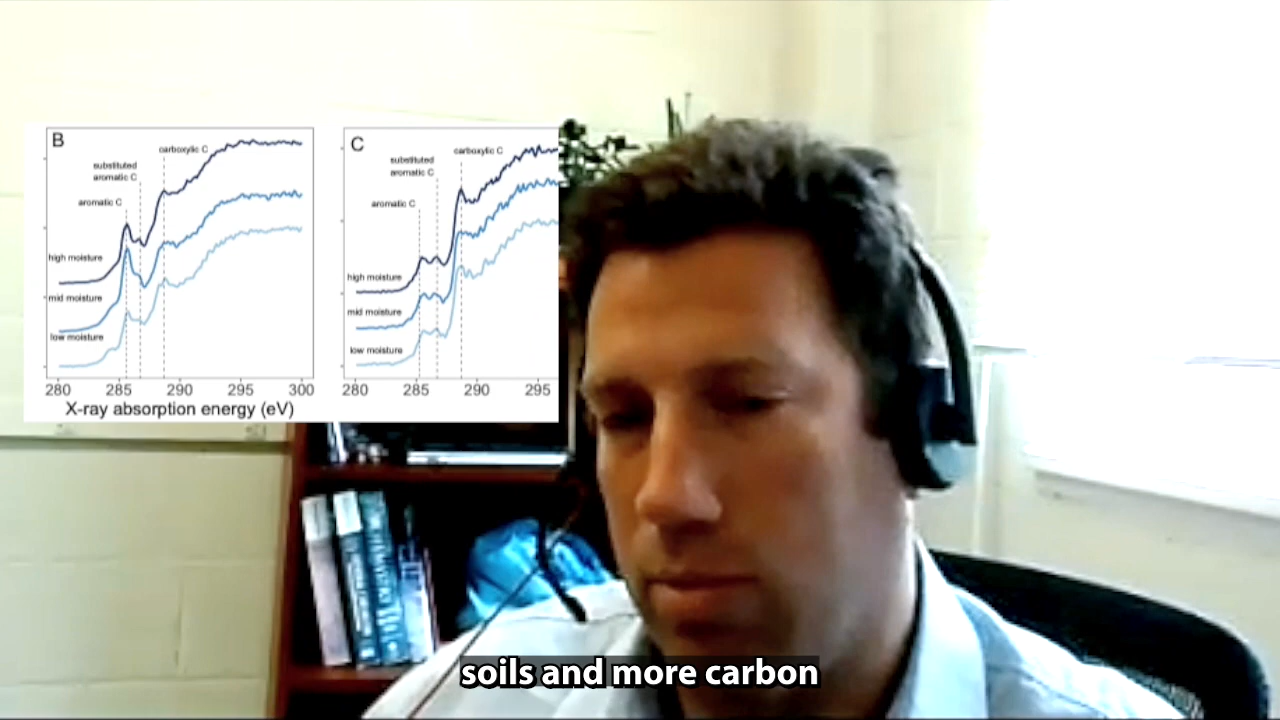 B
carboxylic C
substituted
aromatic C
aromatic C
high moisture
mid moisture
low moisture
280 285 290 295 300
X-ray absorption energy (eV)
C
carboxylic C
substituted
aromatic C
aromatic C
high moisture
mid moisture
low moisture
280 285 290 295
soils and more carbon